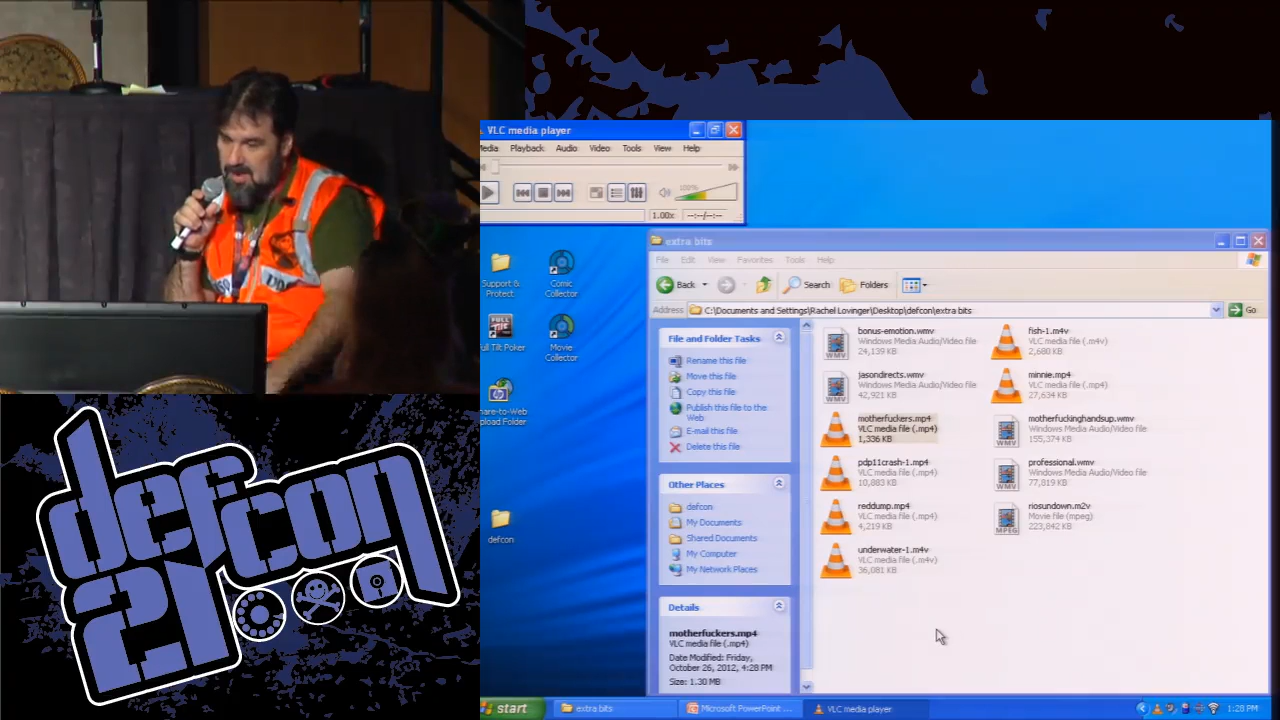 VLC media player
Media Playback Audio Video Tools View Help
100%
1.00x --:--/--:--
Support &
Protect
Comic
Collector
Full Tilt Poker
FULL
TILT
Movie
Collector
Share-to-Web
Upload Folder
defcon
extra bits
File Edit View Favorites Tools Help
Back Search Folders
Address C:\Documents and Settings\Rachel Lovinger\Desktop\defcon\extra bits Go
File and Folder Tasks
Rename this file
Move this file
Copy this file
Publish this file to the
Web
E-mail this file
Delete this file
Other Places
defcon
My Documents
Shared Documents
My Computer
My Network Places
Details
motherfuckers.mp4
VLC media file (.mp4)
Date Modified: Friday,
October 26, 2012, 4:28 PM
Size: 1.30 MB
bonus-emotion.wmv
Windows Media Audio/Video file
24,139 KB
WMV
fish-1.m4v
VLC media file (.m4v)
2,680 KB
jasondirects.wmv
Windows Media Audio/Video file
42,921 KB
WMV
minnie.mp4
VLC media file (.mp4)
27,634 KB
motherfuckers.mp4
VLC media file (.mp4)
1,336 KB
motherfuckinghandsup.wmv
Windows Media Audio/Video file
155,374 KB
WMV
pdp11crash-1.mp4
VLC media file (.mp4)
10,883 KB
professional.wmv
Windows Media Audio/Video file
77,819 KB
WMV
reddump.mp4
VLC media file (.mp4)
4,219 KB
riosundown.m2v
Movie file (mpeg)
223,842 KB
MPEG
underwater-1.m4v
VLC media file (.m4v)
36,081 KB
start extra bits Microsoft PowerPoint ... VLC media player 1:28 PM
defcon
21